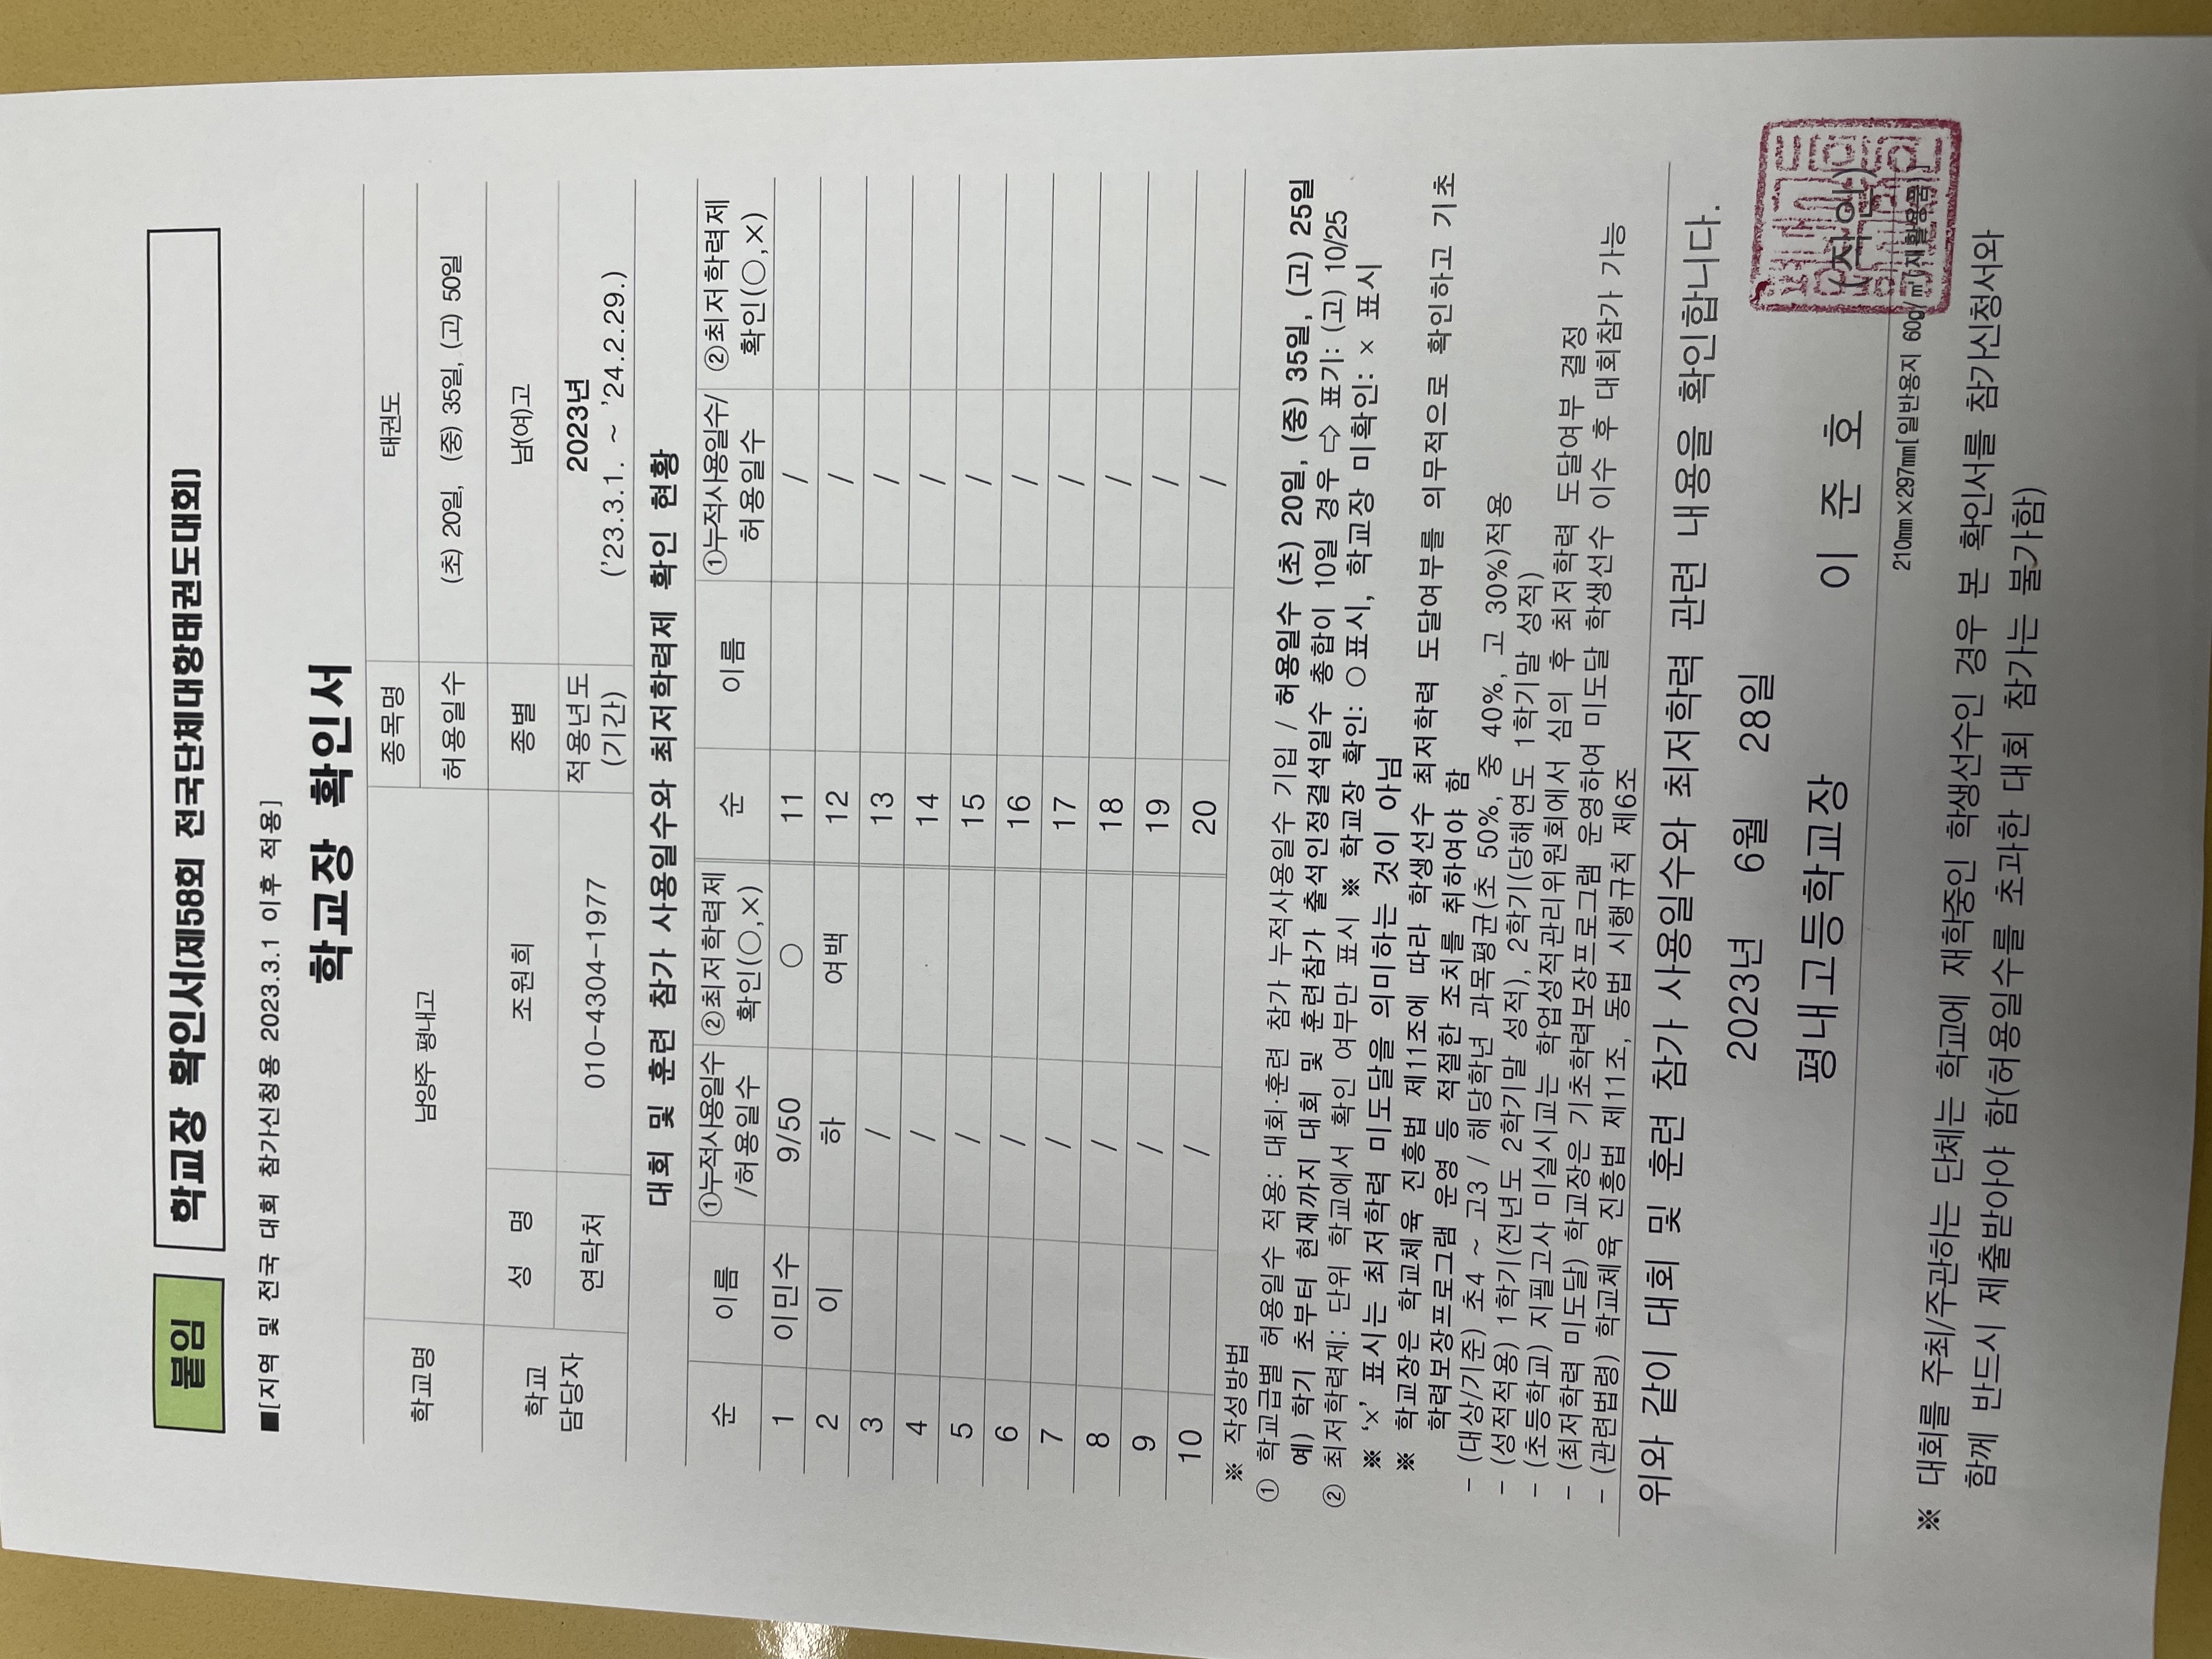 붙임 학교장 확인서(제58회 전국단체대항태권도대회)
■[지역 및 전국 대회 참가신청용 2023.3.1 이후 적용]
학교장 확인서
학교명 남양주 평내고 종목명 태권도
허용일수 (초) 20일, (중) 35일, (고) 50일
학교 담당자 성 명 조원희 종별 남(여)고
연락처 010-4304-1977 적용년도 (기간) 2023년 ('23.3.1. ~ '24.2.29.)
대회 및 훈련 참가 사용일수와 최저학력제 확인 현황
순 이름 ①누적사용일수 /허용일수 ②최저학력제 확인(○,×) 순 이름 ①누적사용일수/ 허용일수 ②최저학력제 확인(○,×)
1 이민수 9/50 ○ 11 /
2 이 하 여백 12 /
3 / 13 /
4 / 14 /
5 / 15 /
6 / 16 /
7 / 17 /
8 / 18 /
9 / 19 /
10 / 20 /
※ 작성방법
① 학교급별 허용일수 적용: 대회·훈련 참가 누적사용일수 기입 / 허용일수 (초) 20일, (중) 35일, (고) 25일
예) 학기 초부터 현재까지 대회 및 훈련참가 출석인정결석일수 총합이 10일 경우 ⇨ 표기: (고) 10/25
② 최저학력제: 단위 학교에서 확인 여부만 표시 ※ 학교장 확인: ○표시, 학교장 미확인: × 표시
※ '×' 표시는 최저학력 미도달을 의미하는 것이 아님
※ 학교장은 학교체육 진흥법 제11조에 따라 학생선수 최저학력 도달여부를 의무적으로 확인하고 기초
학력보장프로그램 운영 등 적절한 조치를 취하여야 함
- (대상/기준) 초4 ~ 고3 / 해당학년 과목평균(초 50%, 중 40%, 고 30%)적용
- (성적적용) 1학기(전년도 2학기말 성적), 2학기(당해연도 1학기말 성적)
- (초등학교) 지필고사 미실시교는 학업성적관리위원회에서 심의 후 최저학력 도달여부 결정
- (최저학력 미도달) 학교장은 기초학력보장프로그램 운영하여 미도달 학생선수 이수 후 대회참가 가능
- (관련법령) 학교체육 진흥법 제11조, 동법 시행규칙 제6조
위와 같이 대회 및 훈련 참가 사용일수와 최저학력 관련 내용을 확인합니다.
2023년 6월 28일
평내고등학교장 이 준 호 (직인)
210㎜×297㎜[일반용지 60g/㎡(재활용품)]
※ 대회를 주최/주관하는 단체는 학교에 재학중인 학생선수인 경우 본 확인서를 참가신청서와
함께 반드시 제출받아야 함(허용일수를 초과한 대회 참가는 불가함)